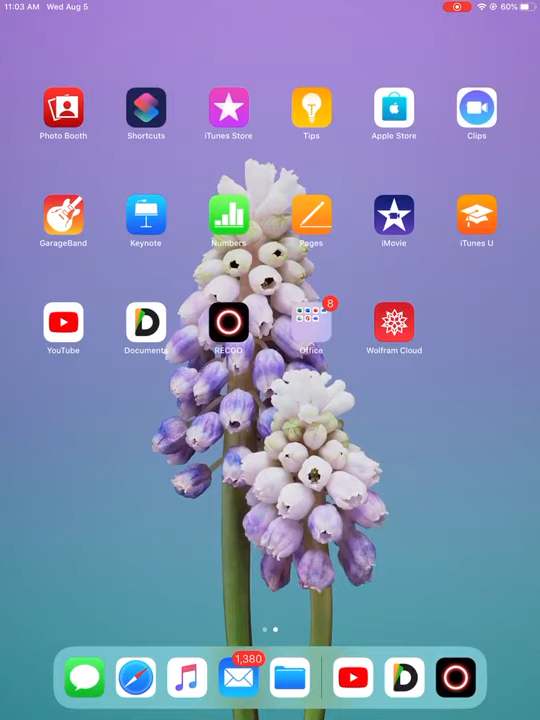 11:03 AM Wed Aug 5
60%
Photo Booth
Shortcuts
iTunes Store
Tips
Apple Store
Clips
GarageBand
Keynote
Numbers
Pages
iMovie
iTunes U
YouTube
Documents
RECGO
8
Office
Wolfram Cloud
1,380